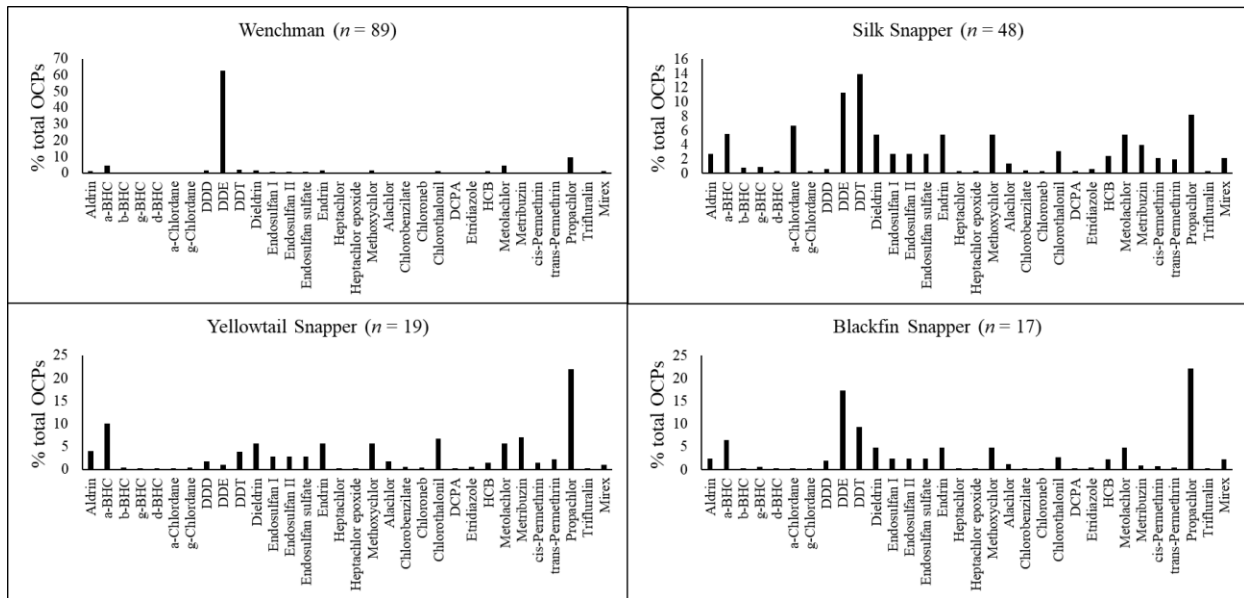 Wenchman (n = 89)
% total OCPs
70
60
50
40
30
20
10
0
Aldrin
a-BHC
b-BHC
g-BHC
d-BHC
a-Chlordane
g-Chlordane
DDD
DDE
DDT
Dieldrin
Endosulfan I
Endosulfan II
Endosulfan sulfate
Endrin
Heptachlor
Heptachlor epoxide
Methoxychlor
Alachlor
Chlorobenzilate
Chloroneb
Chlorothalonil
DCPA
Etridiazole
HCB
Metolachlor
Metribuzin
cis-Permethrin
trans-Permethrin
Propachlor
Trifluralin
Mirex
Silk Snapper (n = 48)
% total OCPs
16
14
12
10
8
6
4
2
0
Aldrin
a-BHC
b-BHC
g-BHC
d-BHC
a-Chlordane
g-Chlordane
DDD
DDE
DDT
Dieldrin
Endosulfan I
Endosulfan II
Endosulfan sulfate
Endrin
Heptachlor
Heptachlor epoxide
Methoxychlor
Alachlor
Chlorobenzilate
Chloroneb
Chlorothalonil
DCPA
Etridiazole
HCB
Metolachlor
Metribuzin
cis-Permethrin
trans-Permethrin
Propachlor
Trifluralin
Mirex
Yellowtail Snapper (n = 19)
% total OCPs
25
20
15
10
5
0
Aldrin
a-BHC
b-BHC
g-BHC
d-BHC
a-Chlordane
g-Chlordane
DDD
DDE
DDT
Dieldrin
Endosulfan I
Endosulfan II
Endosulfan sulfate
Endrin
Heptachlor
Heptachlor epoxide
Methoxychlor
Alachlor
Chlorobenzilate
Chloroneb
Chlorothalonil
DCPA
Etridiazole
HCB
Metolachlor
Metribuzin
cis-Permethrin
trans-Permethrin
Propachlor
Trifluralin
Mirex
Blackfin Snapper (n = 17)
% total OCPs
25
20
15
10
5
0
Aldrin
a-BHC
b-BHC
g-BHC
d-BHC
a-Chlordane
g-Chlordane
DDD
DDE
DDT
Dieldrin
Endosulfan I
Endosulfan II
Endosulfan sulfate
Endrin
Heptachlor
Heptachlor epoxide
Methoxychlor
Alachlor
Chlorobenzilate
Chloroneb
Chlorothalonil
DCPA
Etridiazole
HCB
Metolachlor
Metribuzin
cis-Permethrin
trans-Permethrin
Propachlor
Trifluralin
Mirex